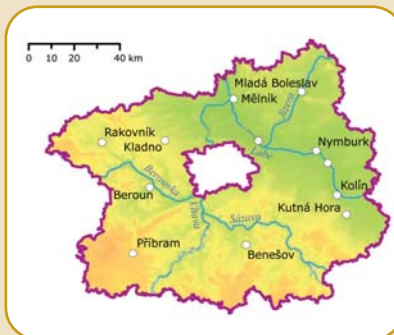 0 10 20 40 km
Mladá Boleslav
Mělník
Jizera
Rakovník
Kladno
Labe
Nymburk
Berounka
Kolín
Beroun
Vltava
Sázava
Kutná Hora
Příbram
Benešov